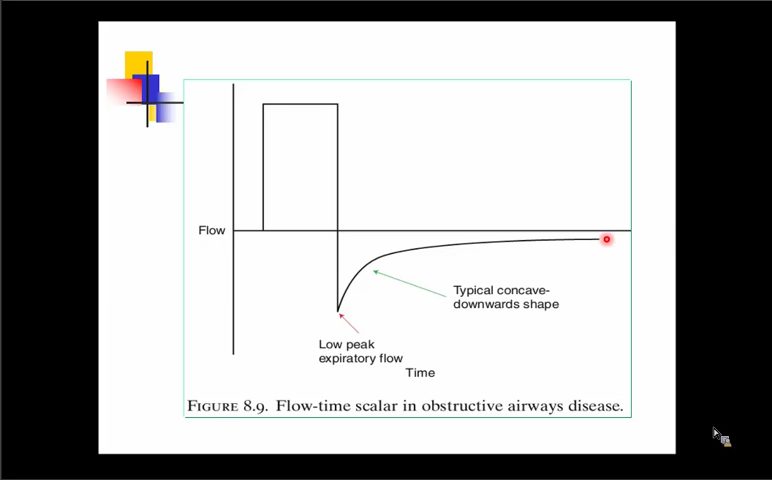 Flow
Typical concave-
downwards shape
Low peak
expiratory flow
Time
FIGURE 8.9. Flow-time scalar in obstructive airways disease.